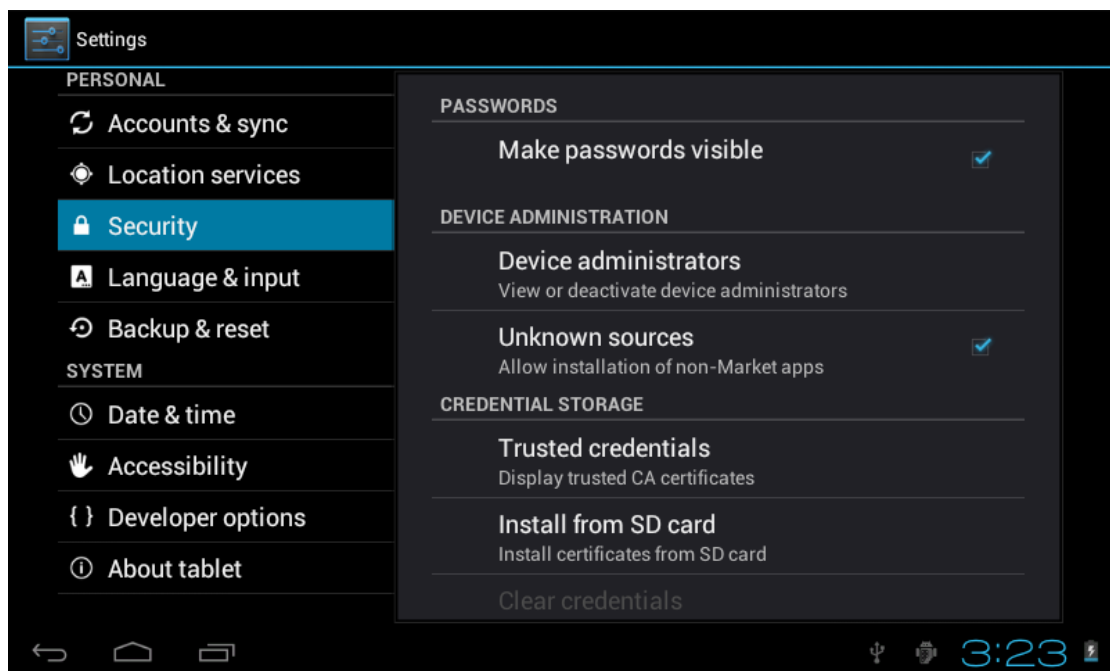 Settings
PERSONAL
Accounts & sync
Location services
Security
Language & input
Backup & reset
SYSTEM
Date & time
Accessibility
{ } Developer options
About tablet
PASSWORDS
Make passwords visible
DEVICE ADMINISTRATION
Device administrators
View or deactivate device administrators
Unknown sources
Allow installation of non-Market apps
CREDENTIAL STORAGE
Trusted credentials
Display trusted CA certificates
Install from SD card
Install certificates from SD card
Clear credentials
3:23